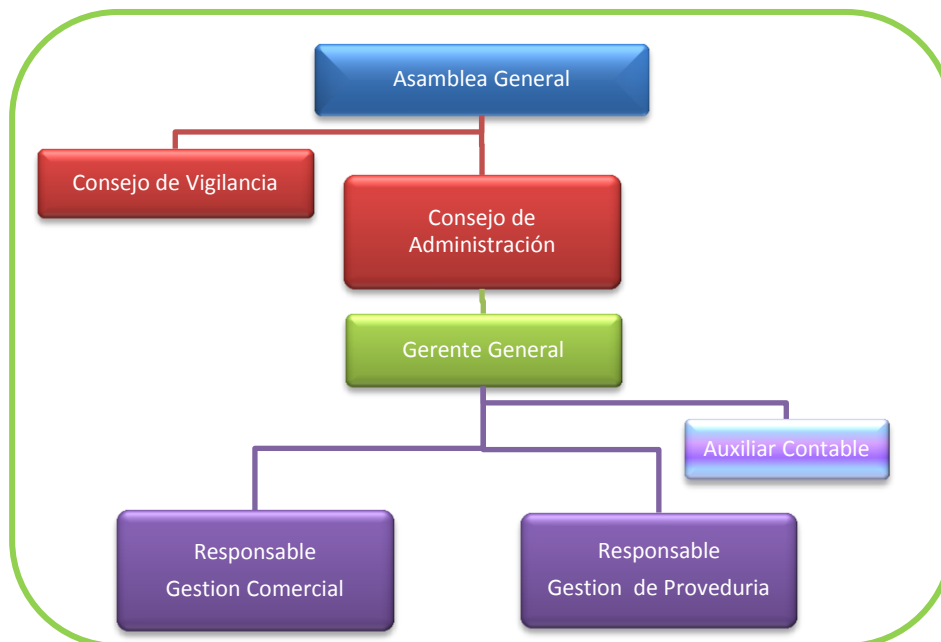 Asamblea General
Consejo de Vigilancia
Consejo de
Administración
Gerente General
Auxiliar Contable
Responsable
Gestion Comercial
Responsable
Gestion  de Proveduria